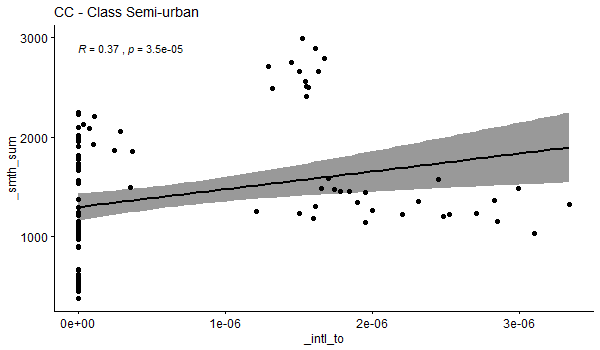 CC - Class Semi-urban
R = 0.37 , p = 3.5e-05
3000
2000
1000
_smth_sum
0e+00 1e-06 2e-06 3e-06
_intl_to